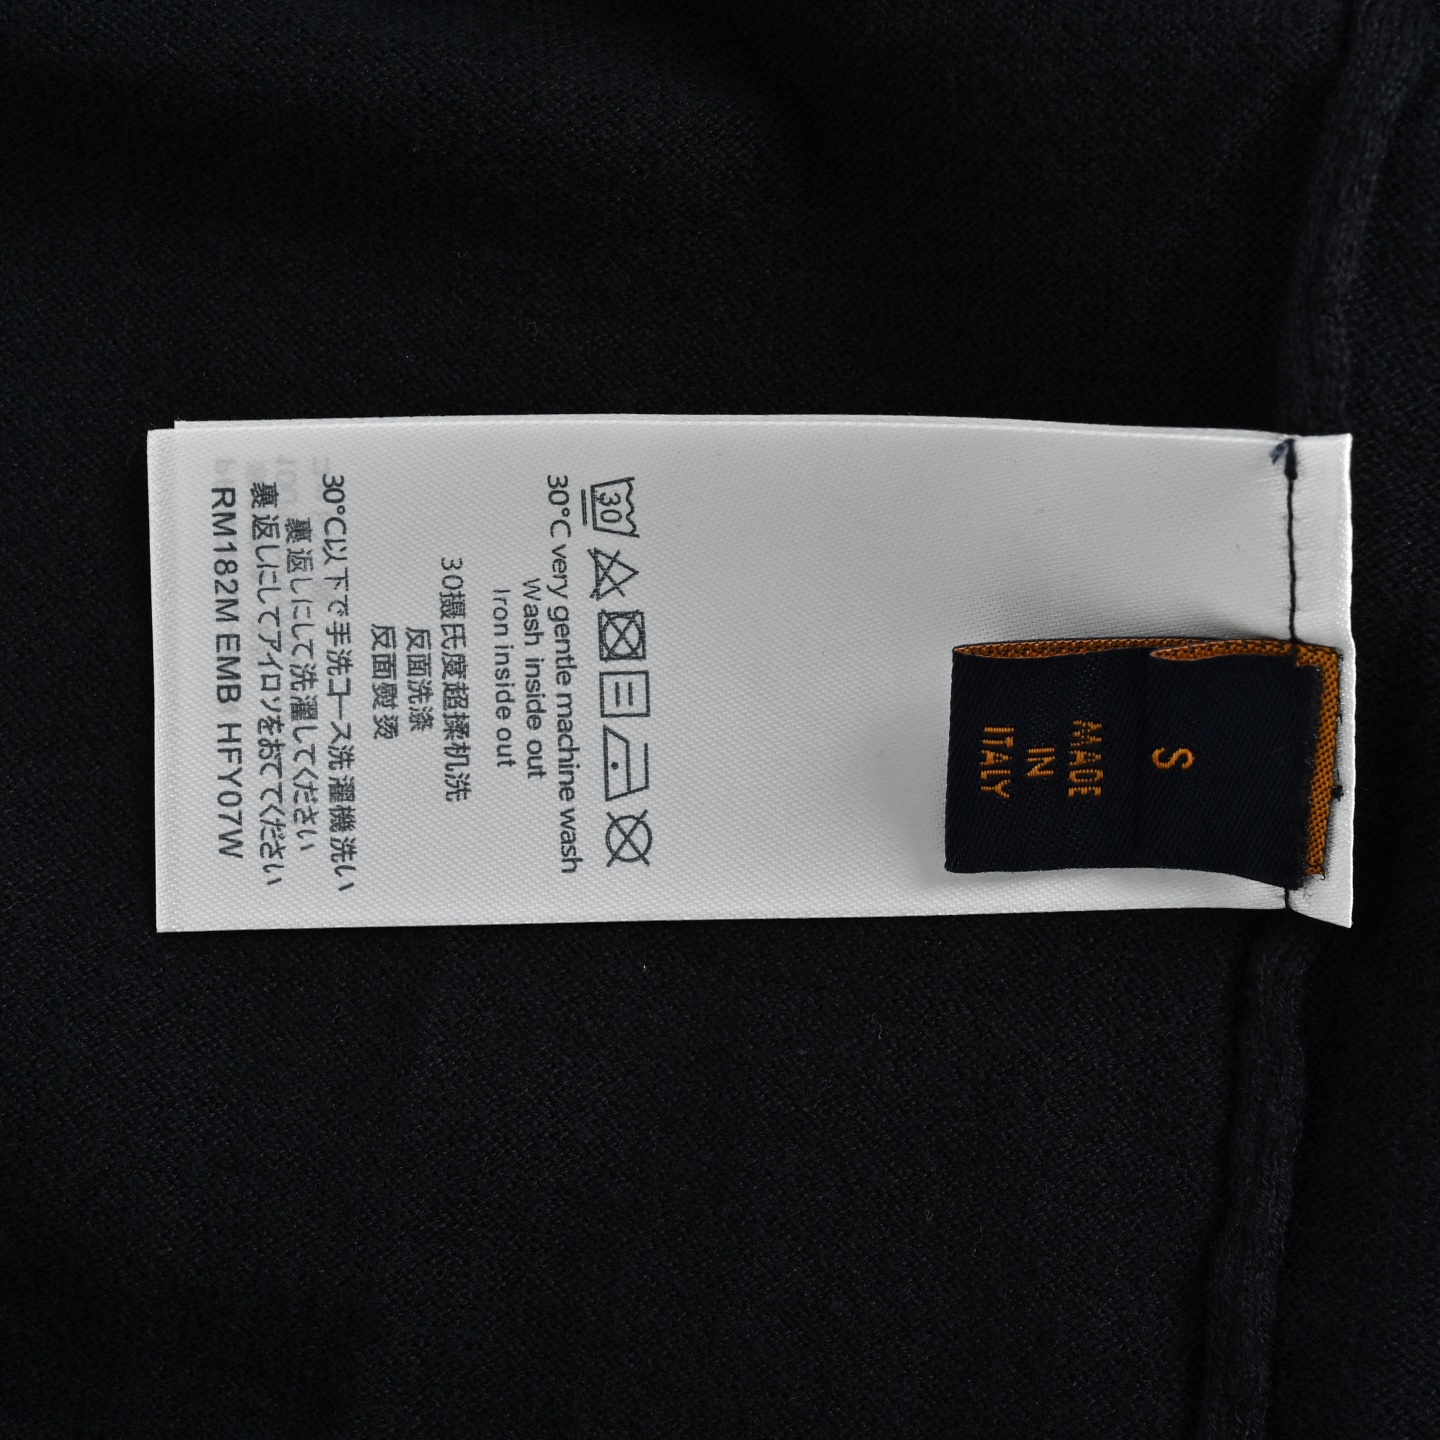 S
MADE
IN
ITALY
30
30°C very gentle machine wash
Wash inside out
Iron inside out
30摄氏度超揉机洗
反面洗涤
反面熨烫
30°C以下で手洗コース洗濯機洗い
裏返しにして洗濯してください
裏返しにしてアイロソをおてください
RM182M EMB HFY07W